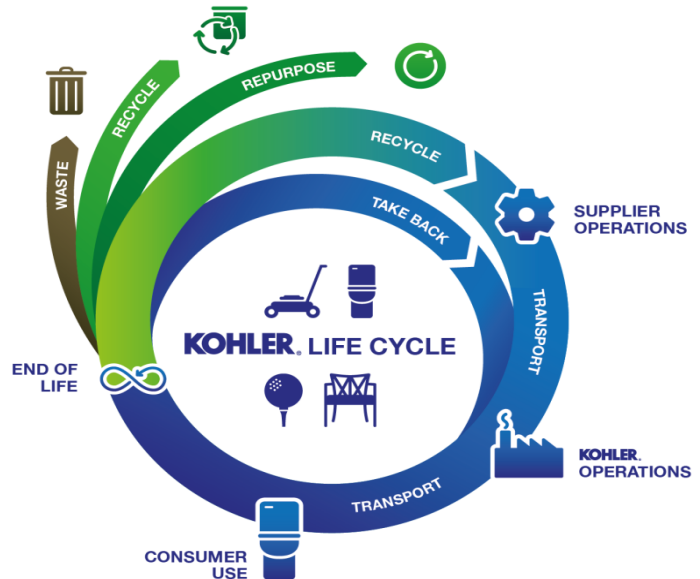 REPURPOSE
RECYCLE
WASTE
RECYCLE
TAKE BACK
SUPPLIER
OPERATIONS
TRANSPORT
KOHLER. LIFE CYCLE
END OF
LIFE
KOHLER.
OPERATIONS
TRANSPORT
CONSUMER
USE